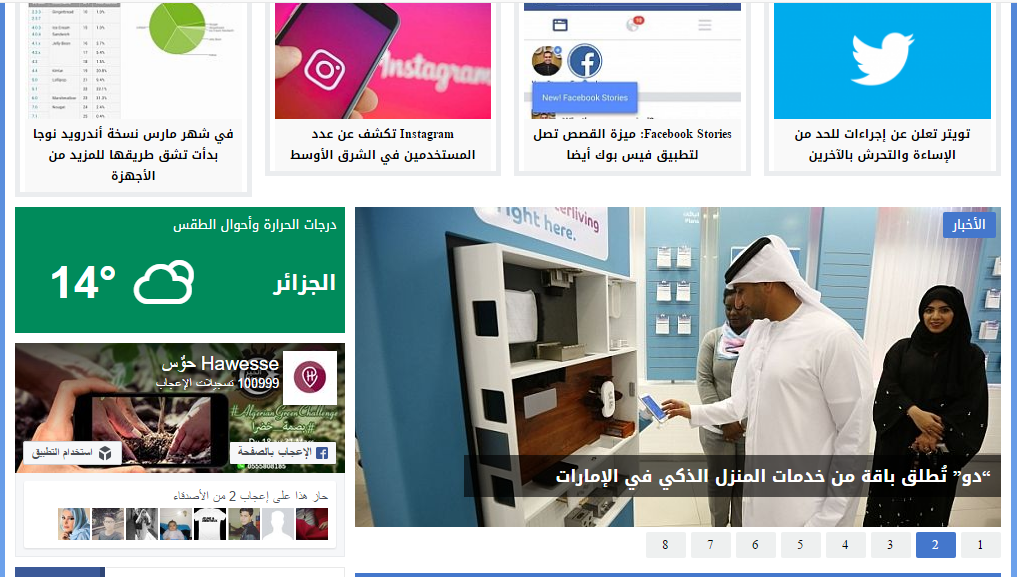 Instagram
New! Facebook Stories
تويتر تعلن عن إجراءات للحد من
الإساءة والتحرش بالآخرين
Facebook Stories: ميزة القصص تصل
لتطبيق فيس بوك أيضا
Instagram تكشف عن عدد
المستخدمين في الشرق الأوسط
في شهر مارس نسخة أندرويد نوجا
بدأت تشق طريقها للمزيد من
الأجهزة
الأخبار
right here.
“دو” تُطلق باقة من خدمات المنزل الذكي في الإمارات
1 2 3 4 5 6 7 8
درجات الحرارة وأحوال الطقس
الجزائر
14°
Hawesse حوّس
100999 تسجيلات الإعجاب
#AlgerianGreenChallenge
الإعجاب بالصفحة
استخدام التطبيق
0555808185
حاز هذا على إعجاب 2 من الأصدقاء